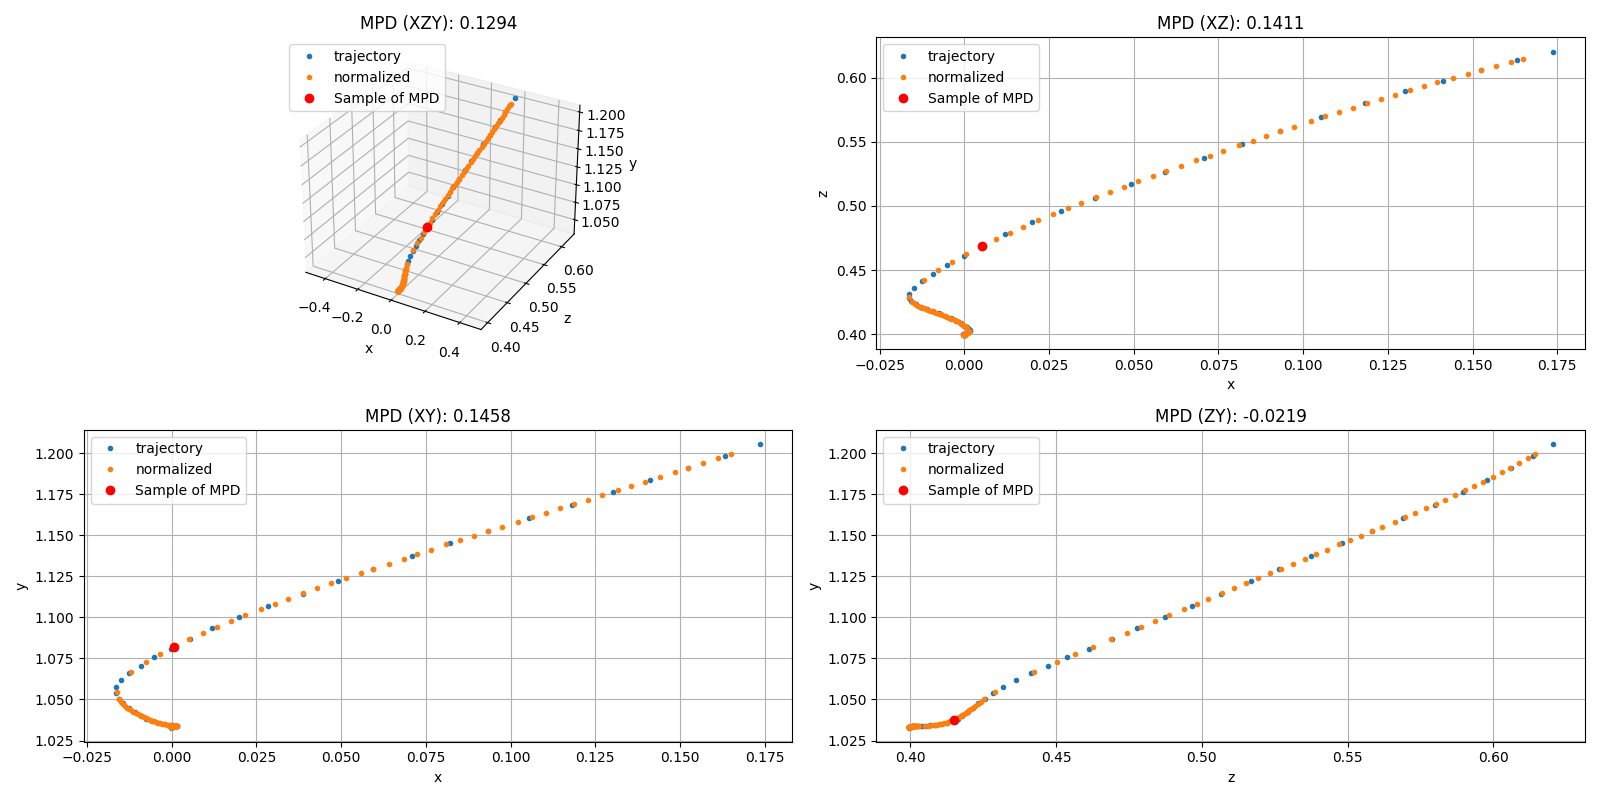 MPD (XZY): 0.1294
trajectory
normalized
Sample of MPD
1.200
1.175
1.150
1.125
1.100
1.075
1.050
y
0.60
0.55
0.50
0.45
0.40
z
−0.4
−0.2
0.0
0.2
0.4
x
MPD (XZ): 0.1411
trajectory
normalized
Sample of MPD
0.60
0.55
0.50
0.45
0.40
z
−0.025 0.000 0.025 0.050 0.075 0.100 0.125 0.150 0.175
x
MPD (XY): 0.1458
trajectory
normalized
Sample of MPD
1.200
1.175
1.150
1.125
1.100
1.075
1.050
1.025
y
−0.025 0.000 0.025 0.050 0.075 0.100 0.125 0.150 0.175
x
MPD (ZY): -0.0219
trajectory
normalized
Sample of MPD
1.200
1.175
1.150
1.125
1.100
1.075
1.050
1.025
y
0.40 0.45 0.50 0.55 0.60
z